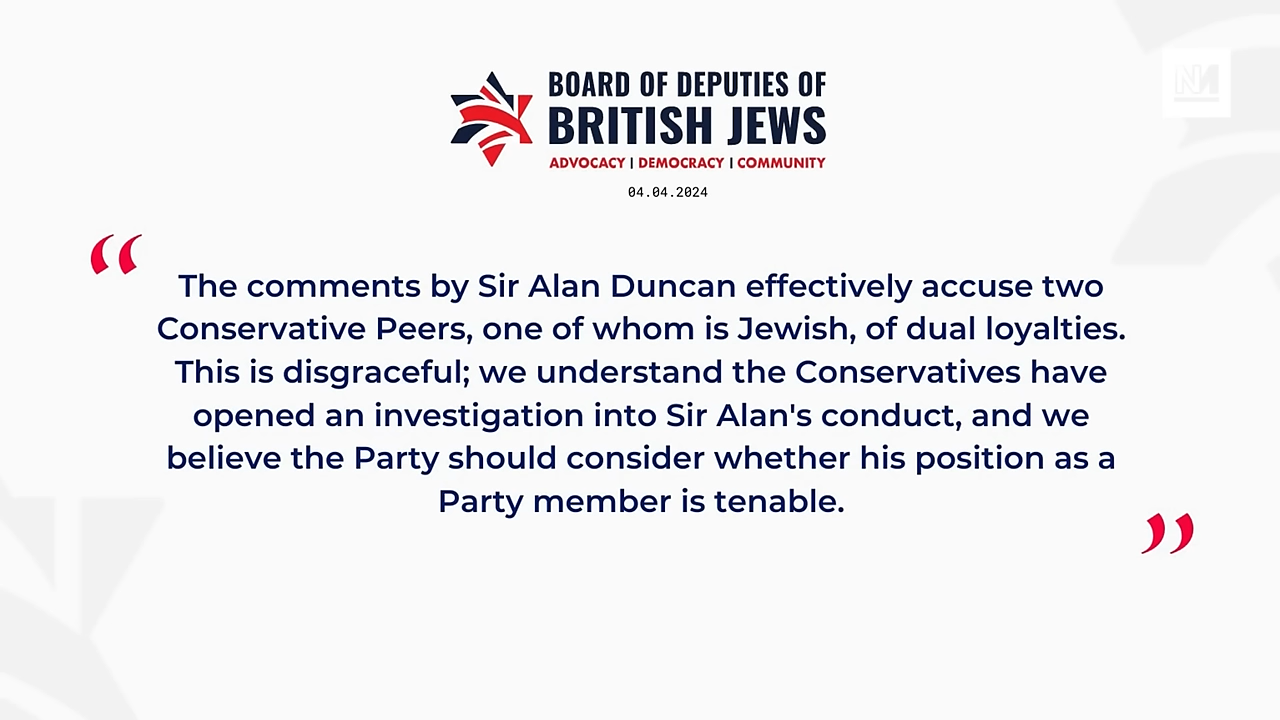 BOARD OF DEPUTIES OF
BRITISH JEWS
ADVOCACY | DEMOCRACY | COMMUNITY
04.04.2024
“
The comments by Sir Alan Duncan effectively accuse two
Conservative Peers, one of whom is Jewish, of dual loyalties.
This is disgraceful; we understand the Conservatives have
opened an investigation into Sir Alan's conduct, and we
believe the Party should consider whether his position as a
Party member is tenable.
”